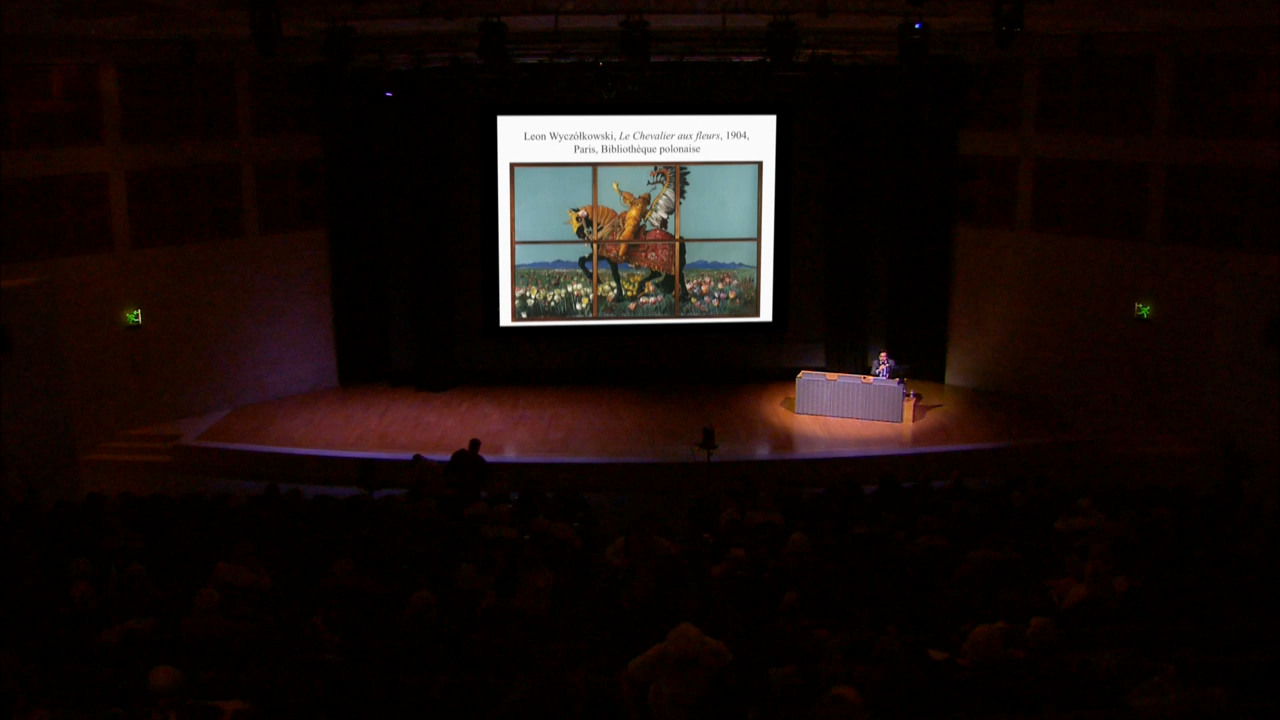 Leon Wyczółkowski, Le Chevalier aux fleurs, 1904,
Paris, Bibliothèque polonaise